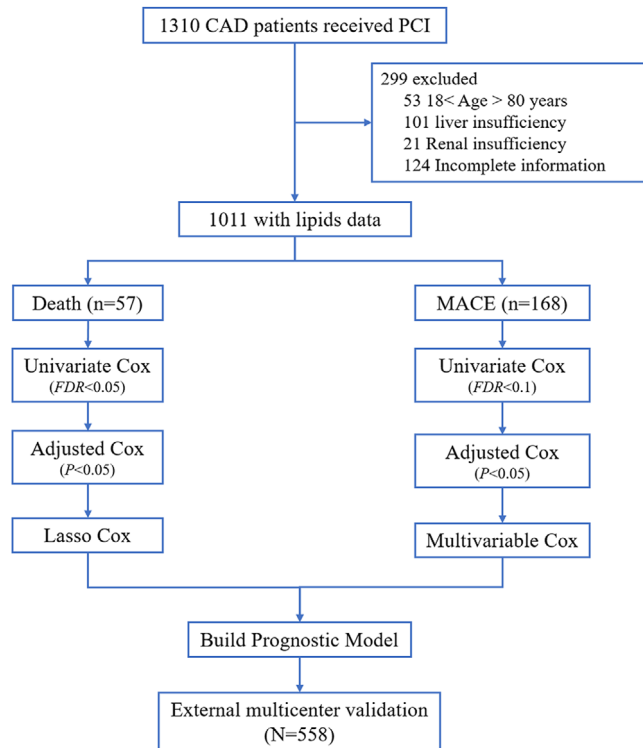 1310 CAD patients received PCI
299 excluded
53 18< Age > 80 years
101 liver insufficiency
21 Renal insufficiency
124 Incomplete information
1011 with lipids data
Death (n=57)
MACE (n=168)
Univariate Cox
(FDR<0.05)
Univariate Cox
(FDR<0.1)
Adjusted Cox
(P<0.05)
Adjusted Cox
(P<0.05)
Lasso Cox
Multivariable Cox
Build Prognostic Model
External multicenter validation
(N=558)